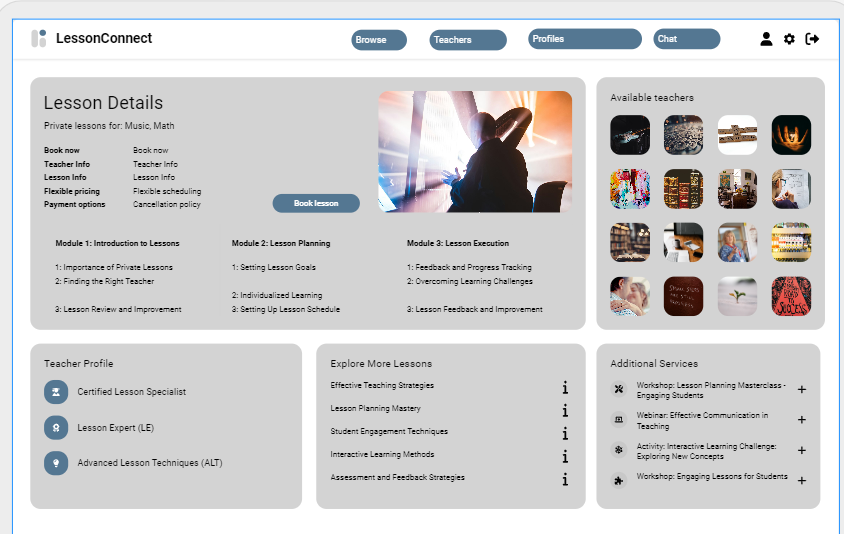 LessonConnect
Browse
Teachers
Profiles
Chat
Lesson Details
Private lessons for: Music, Math
Book now Book now
Teacher Info Teacher Info
Lesson Info Lesson Info
Flexible pricing Flexible scheduling
Payment options Cancellation policy
Book lesson
Module 1: Introduction to Lessons
1: Importance of Private Lessons
2: Finding the Right Teacher
3: Lesson Review and Improvement
Module 2: Lesson Planning
1: Setting Lesson Goals
2: Individualized Learning
3: Setting Up Lesson Schedule
Module 3: Lesson Execution
1: Feedback and Progress Tracking
2: Overcoming Learning Challenges
3: Lesson Feedback and Improvement
Available teachers
ROAD
TO
SUCCESS
Teacher Profile
Certified Lesson Specialist
Lesson Expert (LE)
Advanced Lesson Techniques (ALT)
Explore More Lessons
Effective Teaching Strategies
Lesson Planning Mastery
Student Engagement Techniques
Interactive Learning Methods
Assessment and Feedback Strategies
Additional Services
Workshop: Lesson Planning Masterclass -
Engaging Students
Webinar: Effective Communication in
Teaching
Activity: Interactive Learning Challenge:
Exploring New Concepts
Workshop: Engaging Lessons for Students